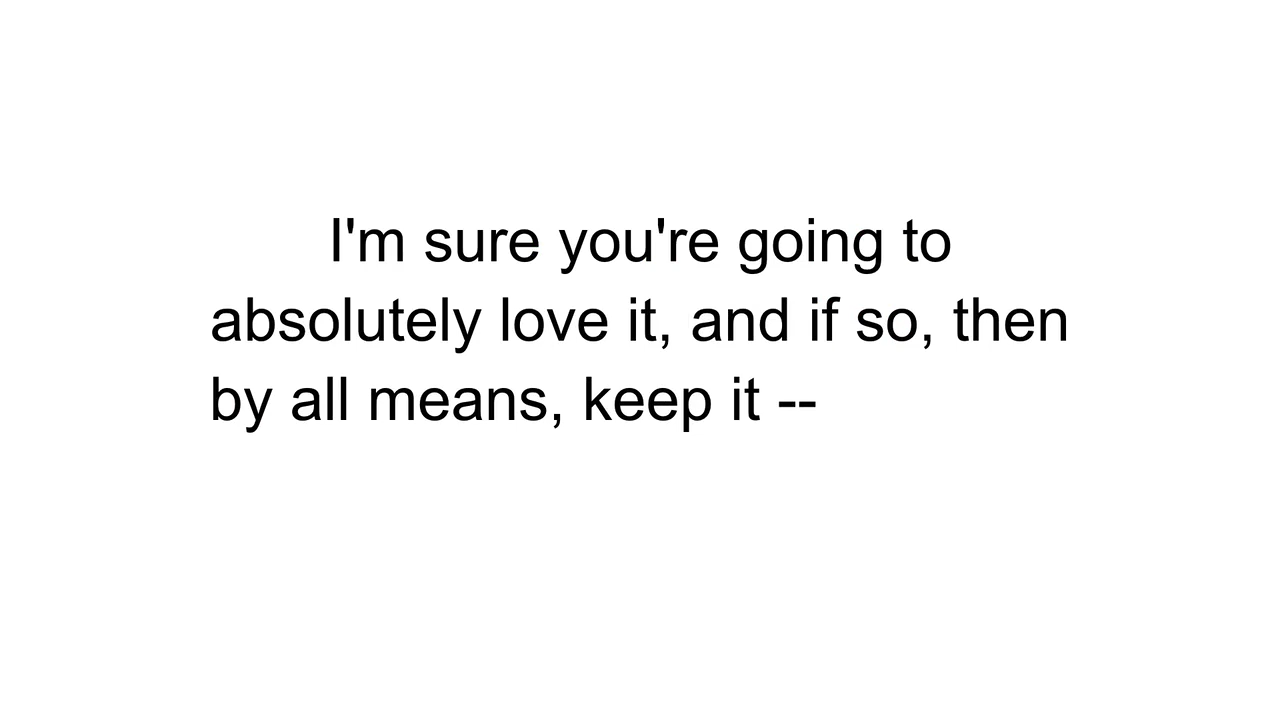 I'm sure you're going to
absolutely love it, and if so, then
by all means, keep it --